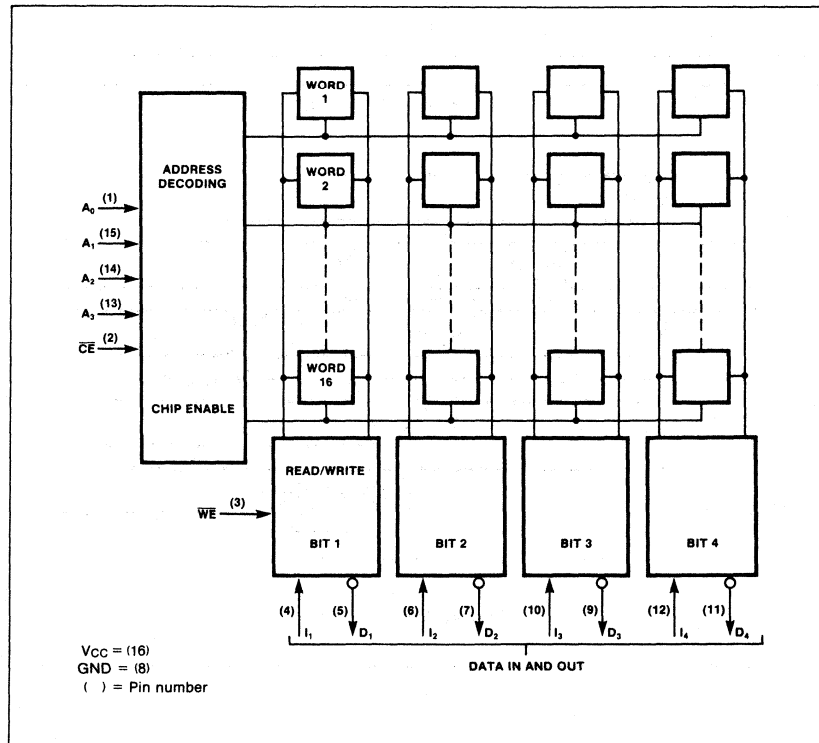 WORD
1
ADDRESS
DECODING
WORD
2
A0 (1)
A1 (15)
A2 (14)
A3 (13)
C̅E̅ (2)
WORD
16
CHIP ENABLE
READ/WRITE
W̅E̅ (3)
BIT 1
BIT 2
BIT 3
BIT 4
(4) (5) (6) (7) (10) (9) (12) (11)
I1 D1 I2 D2 I3 D3 I4 D4
DATA IN AND OUT
VCC = (16)
GND = (8)
( ) = Pin number